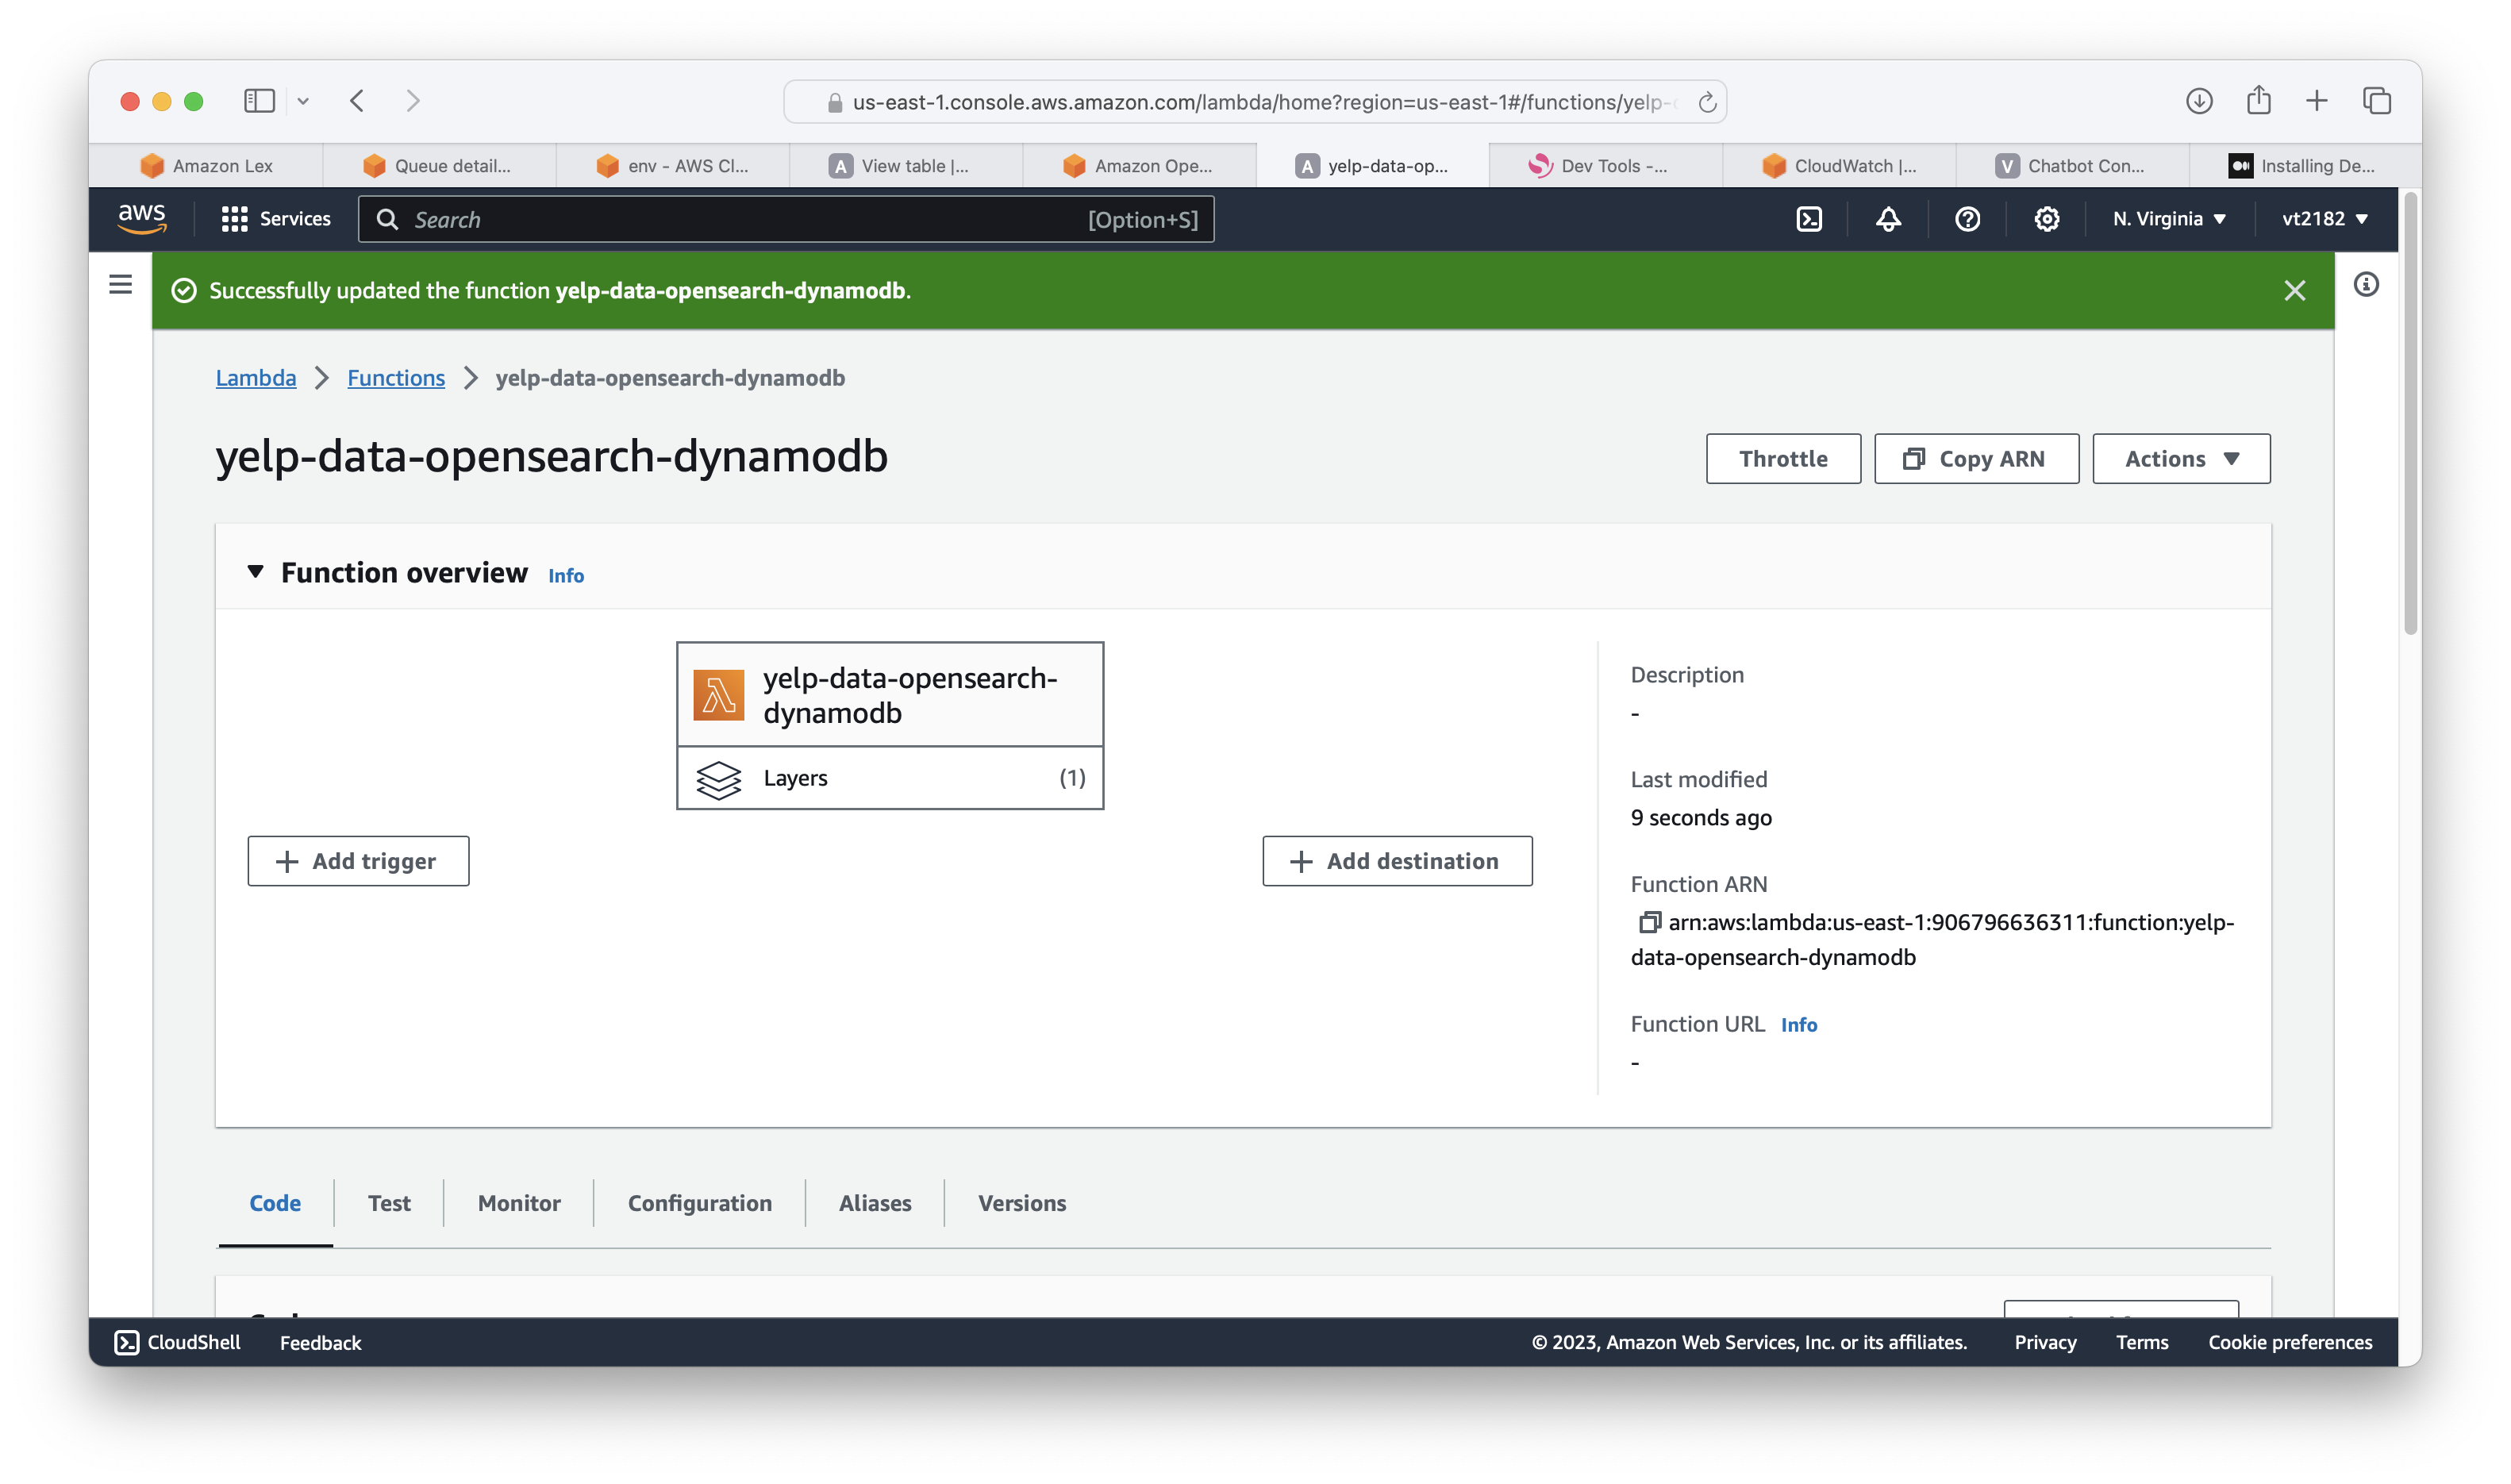 us-east-1.console.aws.amazon.com/lambda/home?region=us-east-1#/functions/yelp-
Amazon Lex
Queue detail...
env - AWS Cl...
A View table |...
Amazon Ope...
A yelp-data-op...
Dev Tools -...
CloudWatch |...
V Chatbot Con...
Installing De...
aws
Services
Search
[Option+S]
N. Virginia
vt2182
Successfully updated the function yelp-data-opensearch-dynamodb.
Lambda
Functions
yelp-data-opensearch-dynamodb
yelp-data-opensearch-dynamodb
Throttle
Copy ARN
Actions
Function overview Info
yelp-data-opensearch-
dynamodb
Layers
(1)
Add trigger
Add destination
Description
-
Last modified
9 seconds ago
Function ARN
arn:aws:lambda:us-east-1:906796636311:function:yelp-
data-opensearch-dynamodb
Function URL Info
-
Code
Test
Monitor
Configuration
Aliases
Versions
CloudShell
Feedback
© 2023, Amazon Web Services, Inc. or its affiliates.
Privacy
Terms
Cookie preferences